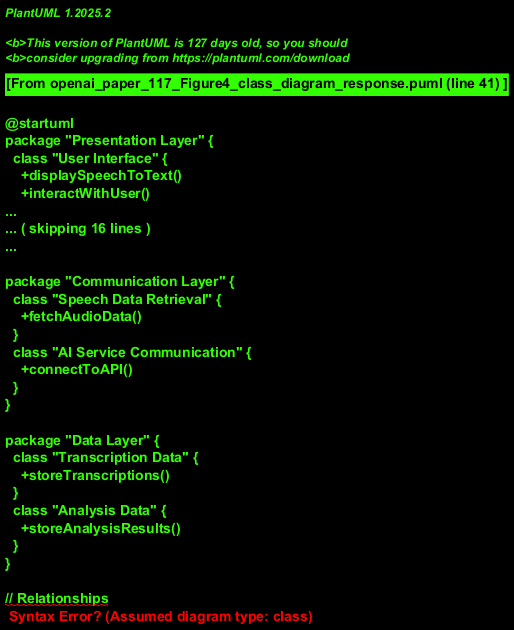 PlantUML 1.2025.2
<b>This version of PlantUML is 127 days old, so you should
<b>consider upgrading from https://plantuml.com/download
[From openai_paper_117_Figure4_class_diagram_response.puml (line 41) ]
@startuml
package "Presentation Layer" {
class "User Interface" {
+displaySpeechToText()
+interactWithUser()
...
... ( skipping 16 lines )
...
package "Communication Layer" {
class "Speech Data Retrieval" {
+fetchAudioData()
}
class "AI Service Communication" {
+connectToAPI()
}
}
package "Data Layer" {
class "Transcription Data" {
+storeTranscriptions()
}
class "Analysis Data" {
+storeAnalysisResults()
}
}
// Relationships
Syntax Error? (Assumed diagram type: class)